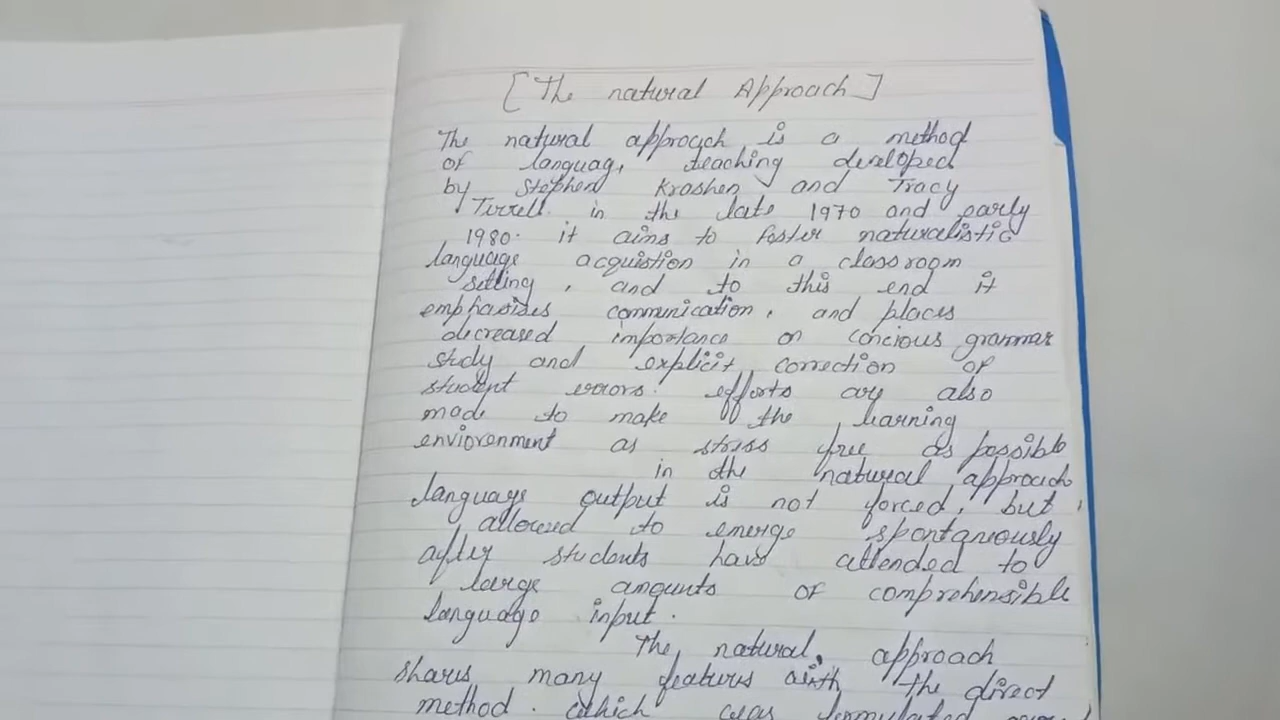 [The natural Approach]
The natural approach is a method
of language, teaching developed
by Stephen Krashen and Tracy
Tirrell in the late 1970 and early
1980. it aims to foster naturalistic
language acquistion in a classroom
setting, and to this end it
emphasises communication, and places
decreased importance on concious grammar
study and explicit correction of
student errors. efforts are also
made to make the learning
enviorenment as stress free as possible
in the natural approach
language output is not forced, but
allowed to emerge spontaneously
after students have attended to
large amounts of comprehensible
language input.
The natural, approach
shares many features with the direct
method. which was formulated